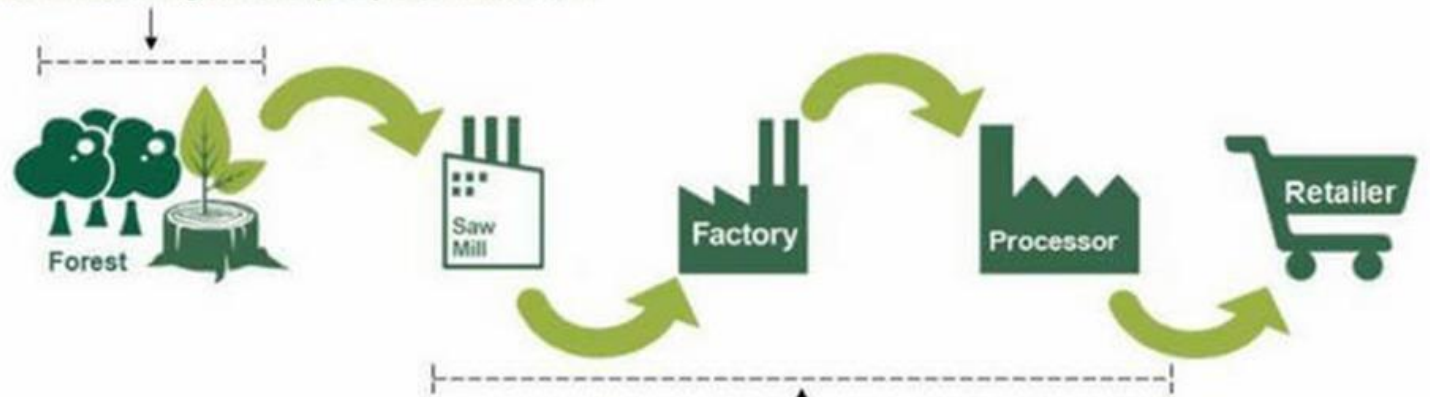 Forest
Saw
Mill
Factory
Processor
Retailer